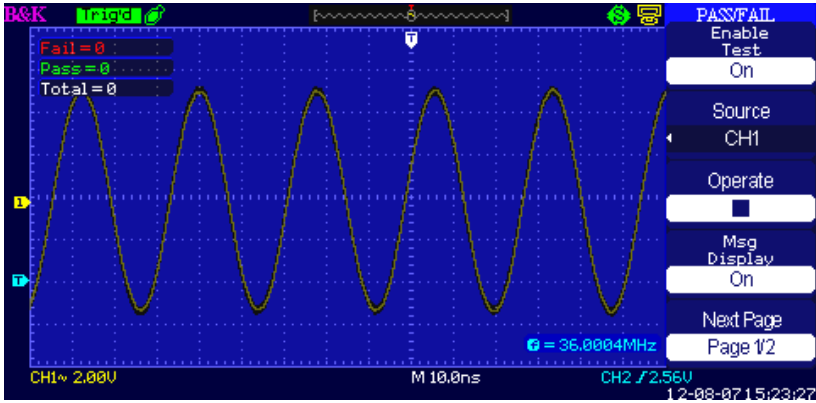 B&K Trig'd T S PASS/FAIL
Enable
Test
On
Fail=0
Pass=0
Total=0
T
Source
CH1
Operate
1
Msg
Display
On
T
Next Page
Page 1/2
f = 36.0004MHz
CH1~ 2.00V M 10.0ns CH2 / 2.56V
12-08-07 15:23:27